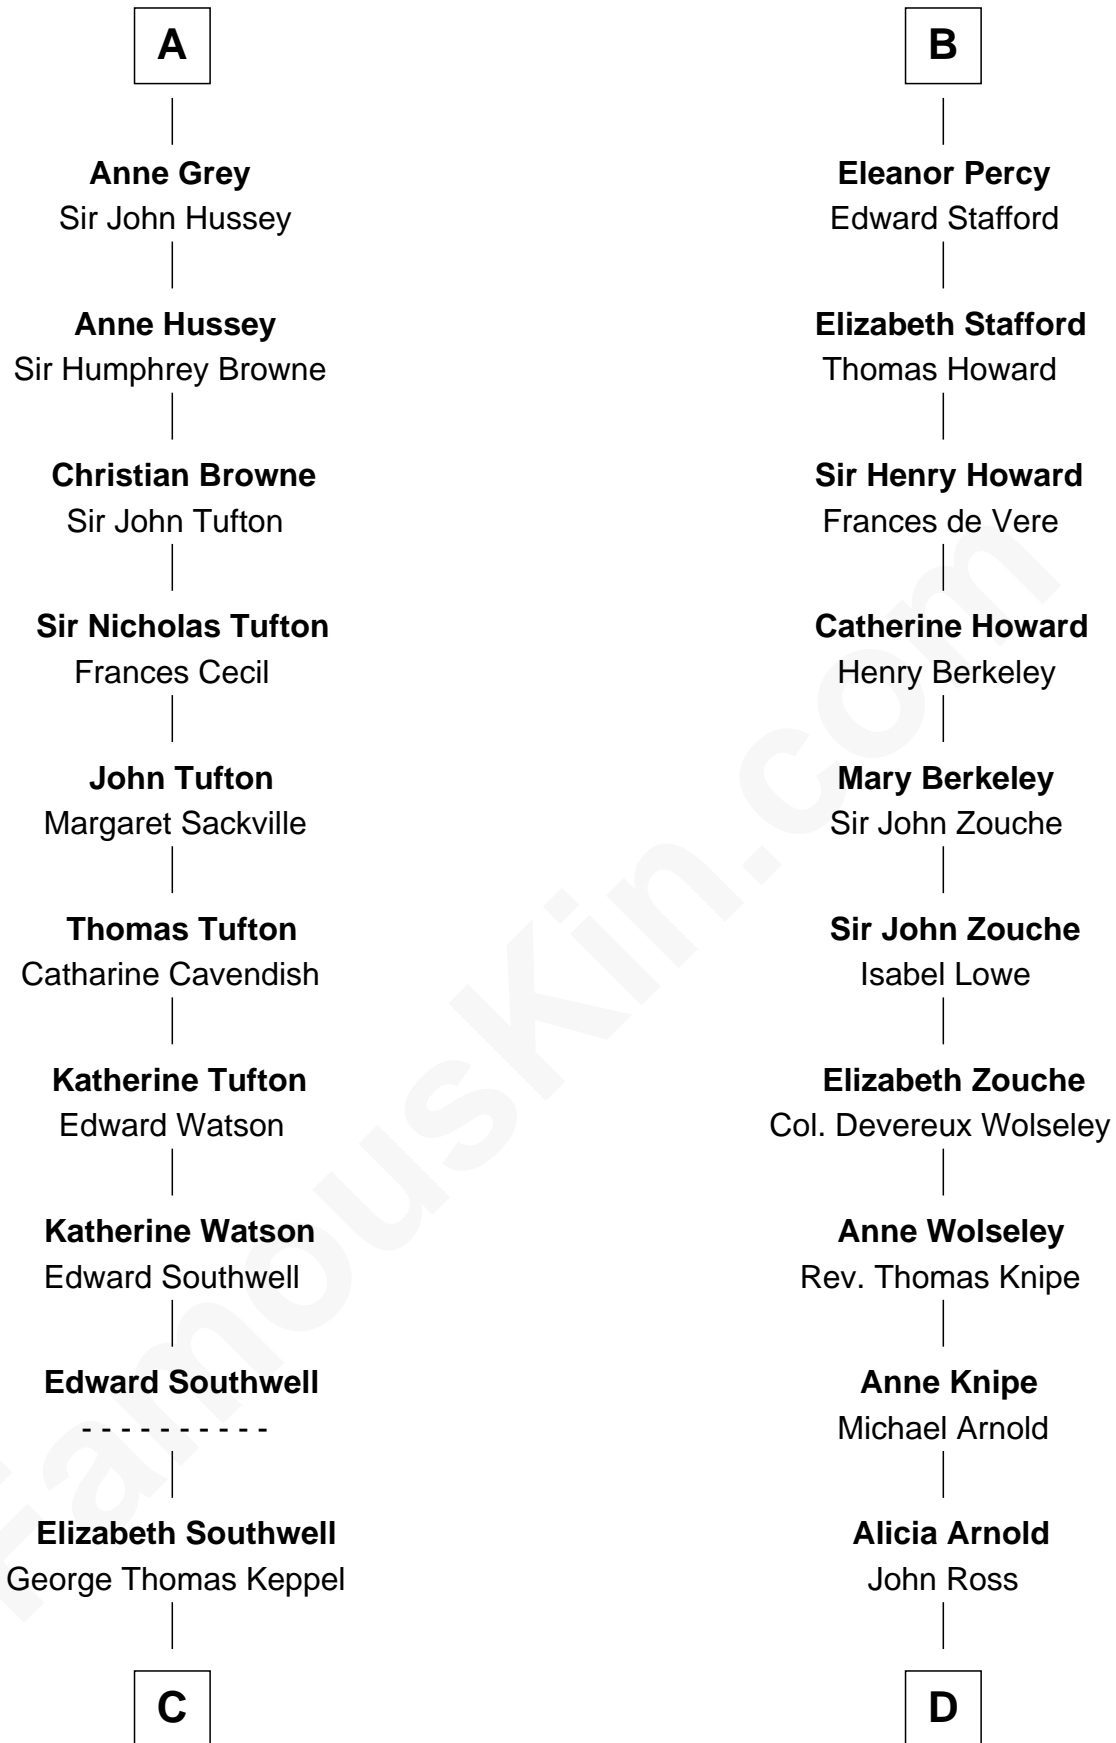 A
Anne Grey
Sir John Hussey
Anne Hussey
Sir Humphrey Browne
Christian Browne
Sir John Tufton
Sir Nicholas Tufton
Frances Cecil
John Tufton
Margaret Sackville
Thomas Tufton
Catharine Cavendish
Katherine Tufton
Edward Watson
Katherine Watson
Edward Southwell
Edward Southwell
- - - - - - - - - -
Elizabeth Southwell
George Thomas Keppel
C
B
Eleanor Percy
Edward Stafford
Elizabeth Stafford
Thomas Howard
Sir Henry Howard
Frances de Vere
Catherine Howard
Henry Berkeley
Mary Berkeley
Sir John Zouche
Sir John Zouche
Isabel Lowe
Elizabeth Zouche
Col. Devereux Wolseley
Anne Wolseley
Rev. Thomas Knipe
Anne Knipe
Michael Arnold
Alicia Arnold
John Ross
D
FamousKin.com